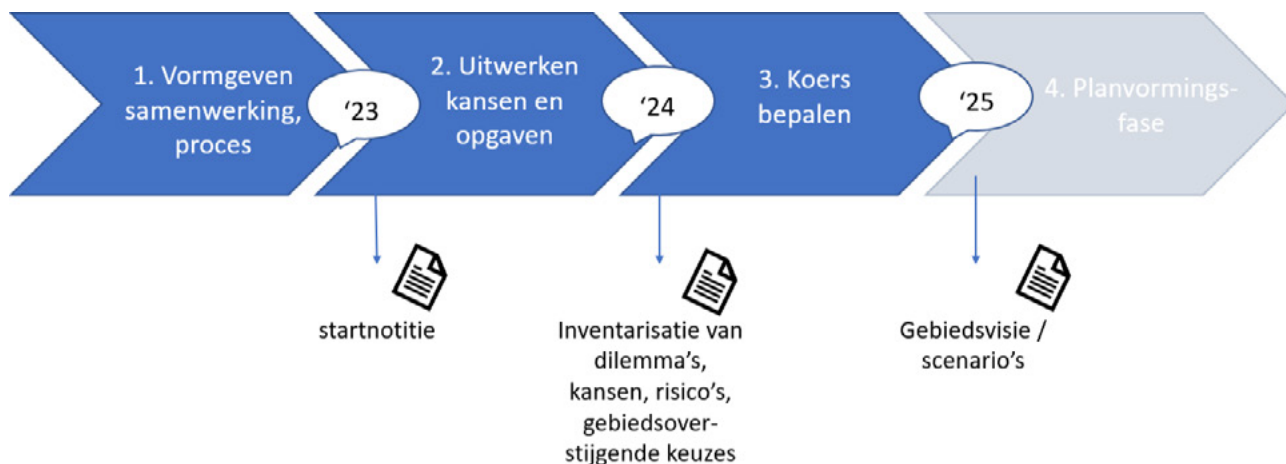 1. Vormgeven
samenwerking,
proces
‘23
2. Uitwerken
kansen en
opgaven
‘24
3. Koers
bepalen
‘25
4. Planvormings-
fase
startnotitie
Inventarisatie van
dilemma’s,
kansen, risico’s,
gebiedsover-
stijgende keuzes
Gebiedsvisie /
scenario’s